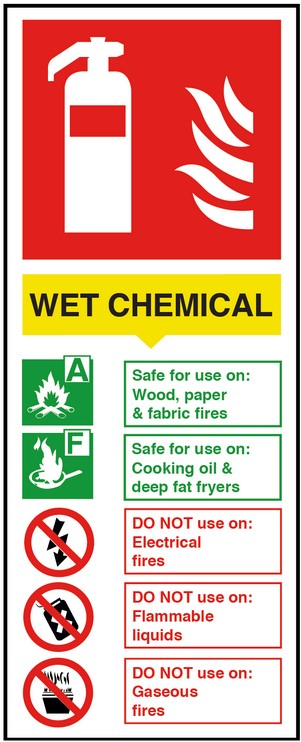 WET CHEMICAL
A
Safe for use on:
Wood, paper
& fabric fires
F
Safe for use on:
Cooking oil &
deep fat fryers
DO NOT use on:
Electrical
fires
DO NOT use on:
Flammable
liquids
DO NOT use on:
Gaseous
fires